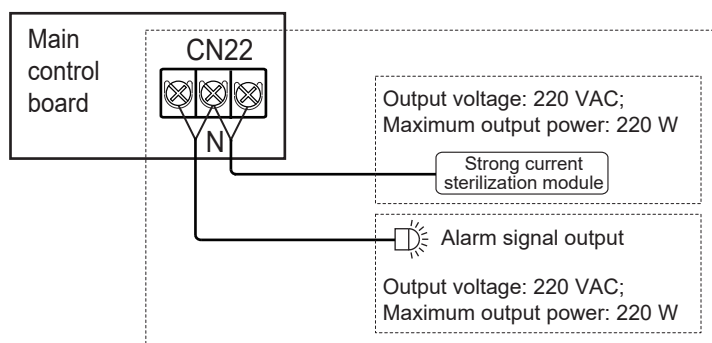 Main
control
board
CN22
N
Output voltage: 220 VAC;
Maximum output power: 220 W
Strong current
sterilization module
Alarm signal output
Output voltage: 220 VAC;
Maximum output power: 220 W